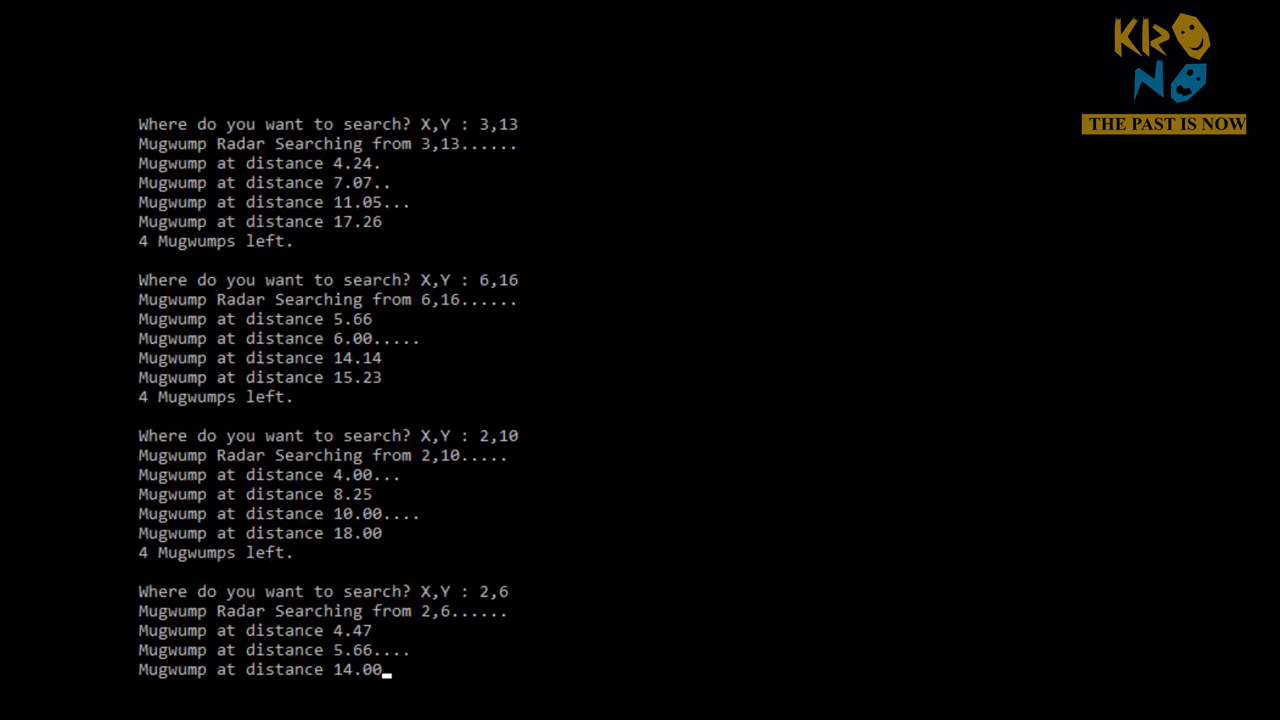 KRONO
THE PAST IS NOW
Where do you want to search? X,Y : 3,13
Mugwump Radar Searching from 3,13......
Mugwump at distance 4.24.
Mugwump at distance 7.07..
Mugwump at distance 11.05...
Mugwump at distance 17.26
4 Mugwumps left.
Where do you want to search? X,Y : 6,16
Mugwump Radar Searching from 6,16......
Mugwump at distance 5.66
Mugwump at distance 6.00.....
Mugwump at distance 14.14
Mugwump at distance 15.23
4 Mugwumps left.
Where do you want to search? X,Y : 2,10
Mugwump Radar Searching from 2,10.....
Mugwump at distance 4.00...
Mugwump at distance 8.25
Mugwump at distance 10.00....
Mugwump at distance 18.00
4 Mugwumps left.
Where do you want to search? X,Y : 2,6
Mugwump Radar Searching from 2,6......
Mugwump at distance 4.47
Mugwump at distance 5.66....
Mugwump at distance 14.00